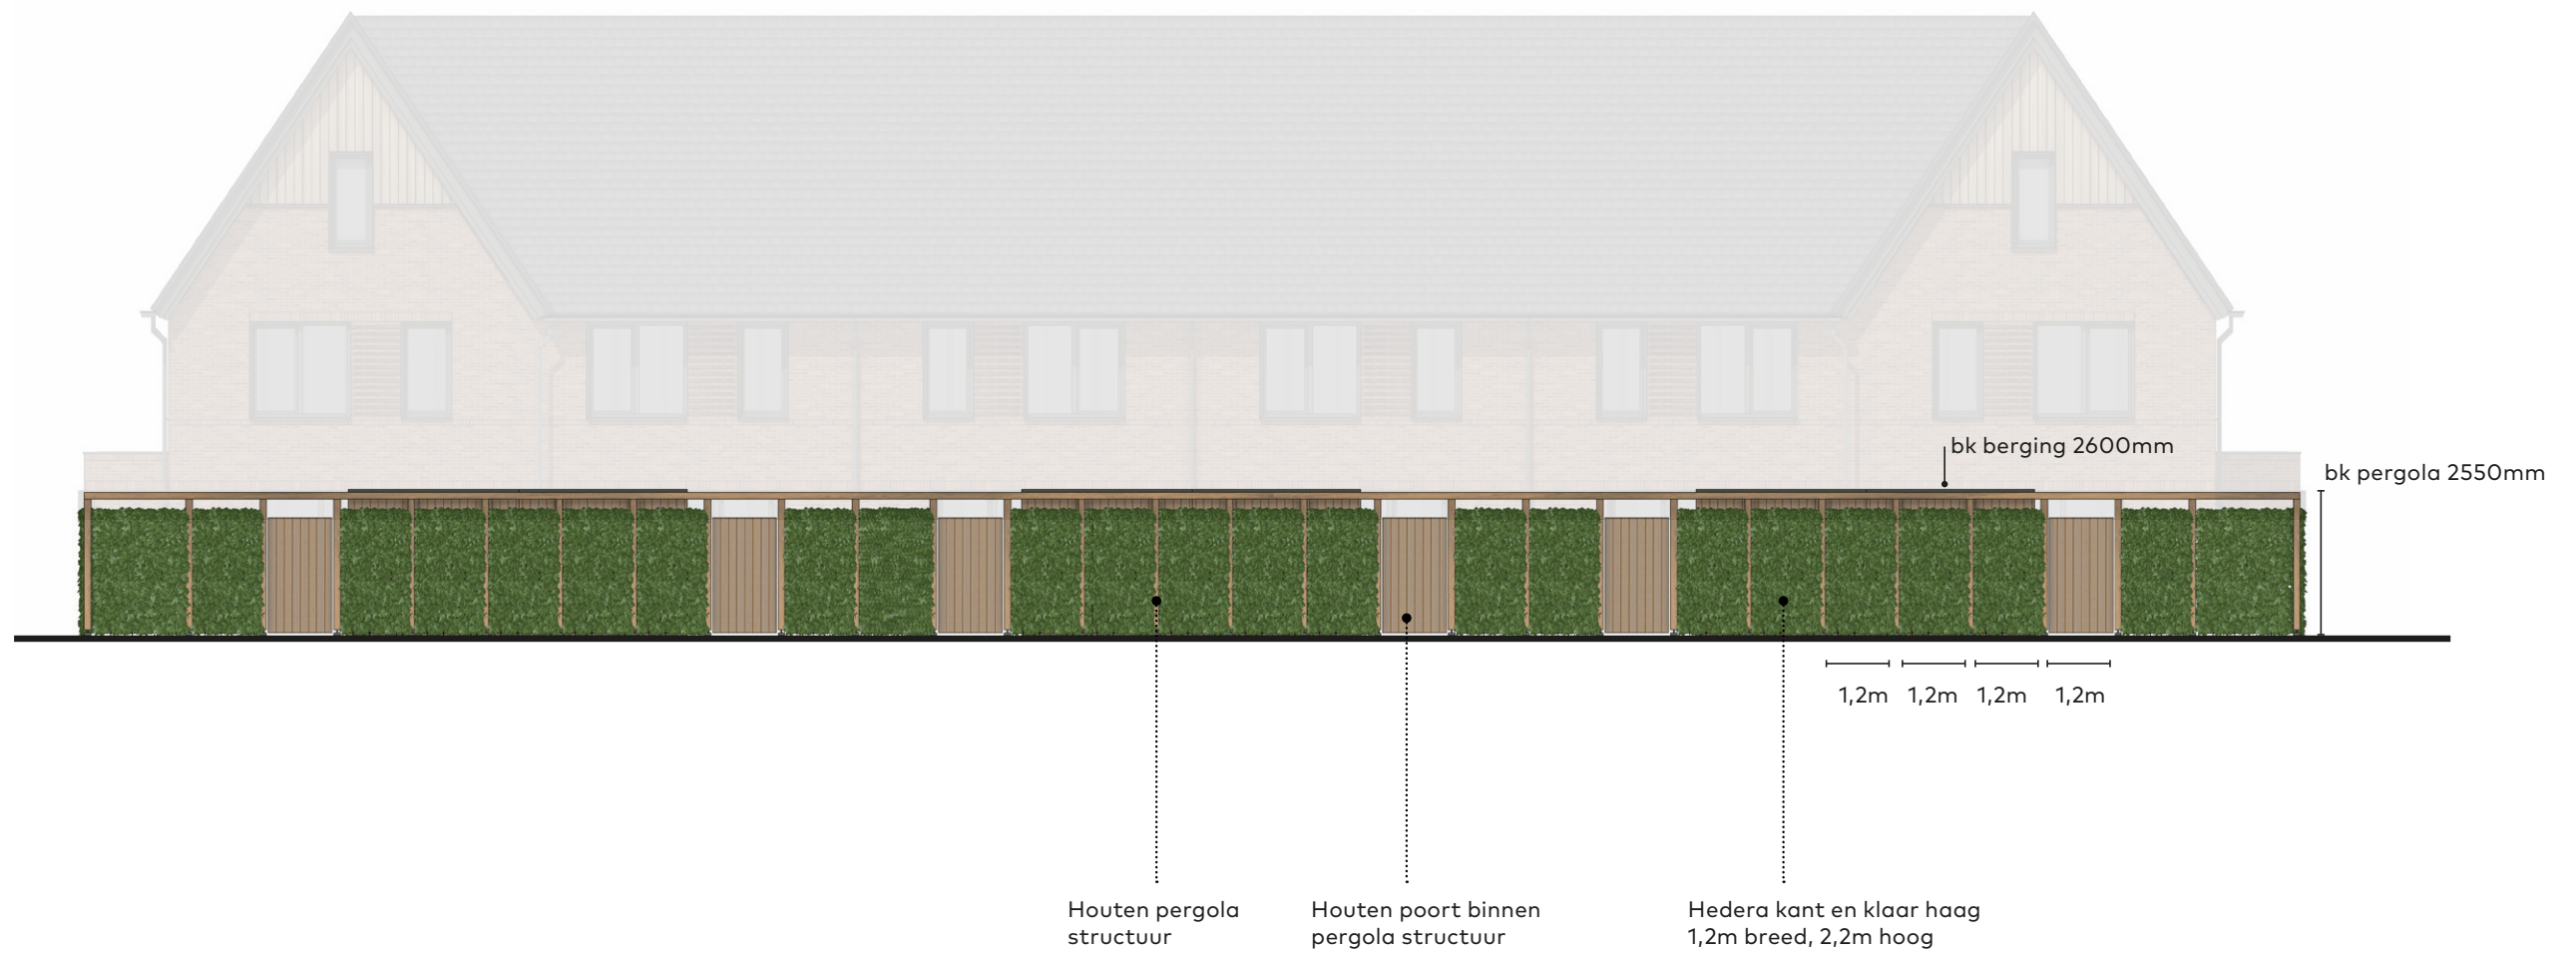 bk berging 2600mm
bk pergola 2550mm
1,2m 1,2m 1,2m 1,2m
Houten pergola
structuur
Houten poort binnen
pergola structuur
Hedera kant en klaar haag
1,2m breed, 2,2m hoog